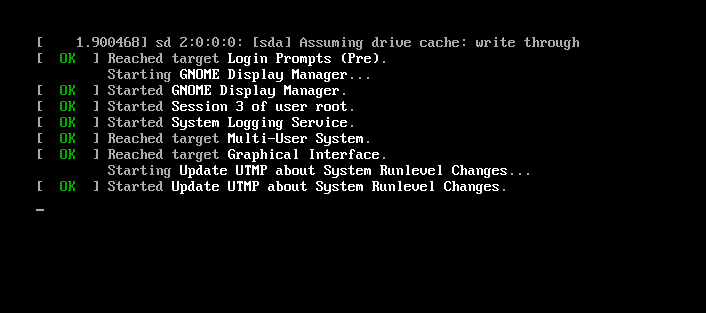 [    1.900468] sd 2:0:0:0: [sda] Assuming drive cache: write through
[  OK  ] Reached target Login Prompts (Pre).
         Starting GNOME Display Manager...
[  OK  ] Started GNOME Display Manager.
[  OK  ] Started Session 3 of user root.
[  OK  ] Started System Logging Service.
[  OK  ] Reached target Multi-User System.
[  OK  ] Reached target Graphical Interface.
         Starting Update UTMP about System Runlevel Changes...
[  OK  ] Started Update UTMP about System Runlevel Changes.